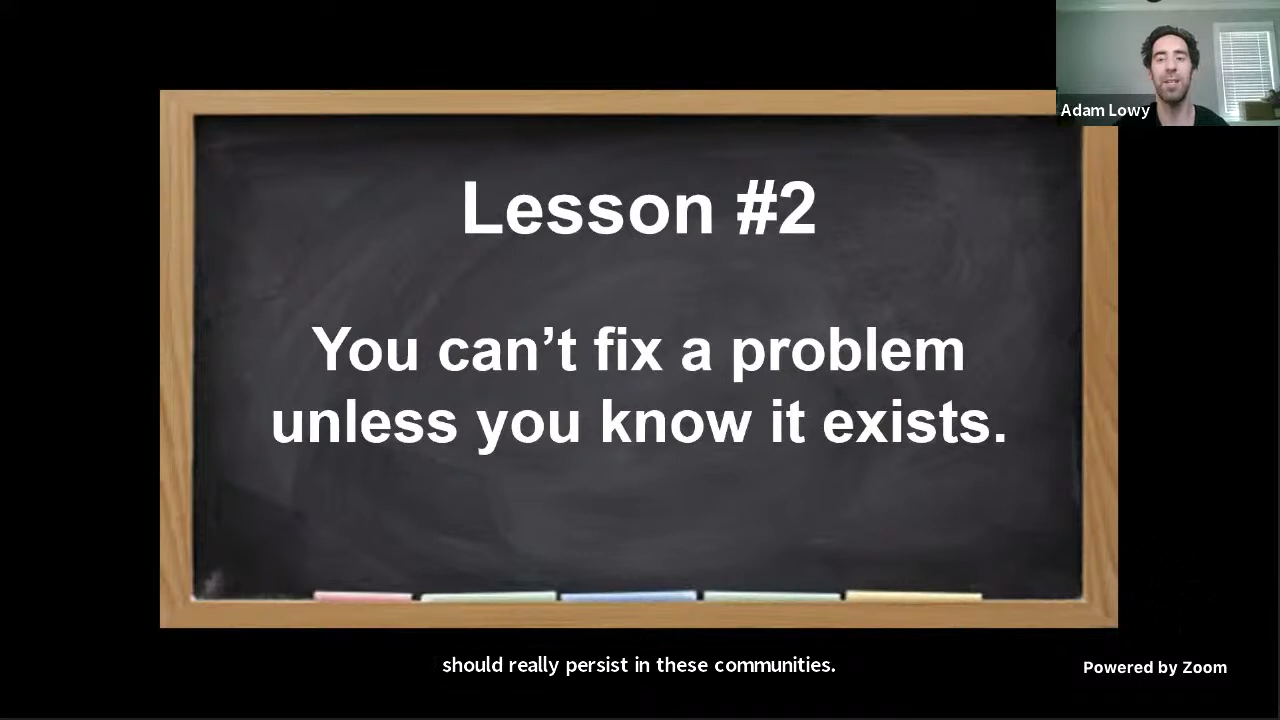 Adam Lowy
Lesson #2
You can’t fix a problem
unless you know it exists.
should really persist in these communities.
Powered by Zoom